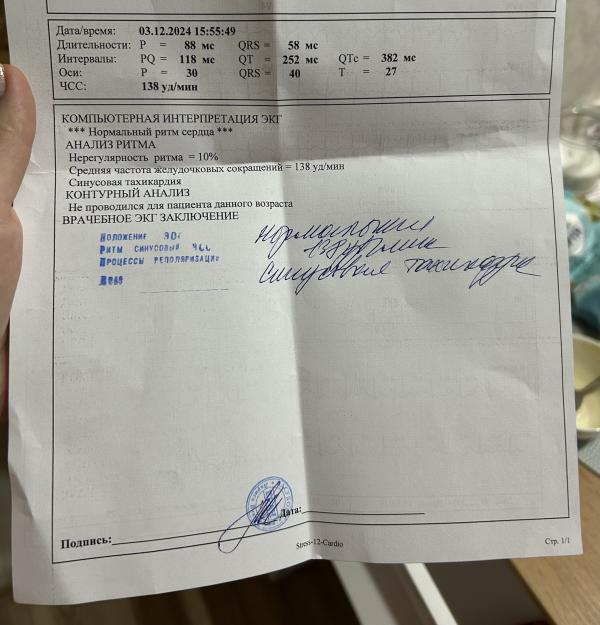 Дата/время: 03.12.2024 15:55:49
Длительности: P = 88 мс QRS = 58 мс
Интервалы: PQ = 118 мс QT = 252 мс QTc = 382 мс
Оси: P = 30 QRS = 40 T = 27
ЧСС: 138 уд/мин
КОМПЬЮТЕРНАЯ ИНТЕРПРЕТАЦИЯ ЭКГ
*** Нормальный ритм сердца ***
АНАЛИЗ РИТМА
Нерегулярность ритма = 10%
Средняя частота желудочковых сокращений = 138 уд/мин
Синусовая тахикардия
КОНТУРНЫЙ АНАЛИЗ
Не проводился для пациента данного возраста
ВРАЧЕБНОЕ ЭКГ ЗАКЛЮЧЕНИЕ
ПОЛОЖЕНИЕ ЭОС
РИТМ СИНУСОВЫЙ ЧСС 138 уд/мин
ПРОЦЕССЫ РЕПОЛЯРИЗАЦИИ синусовая тахикардия
Дата:
Подпись:
Stress-12-Cardio
Стр. 1/1